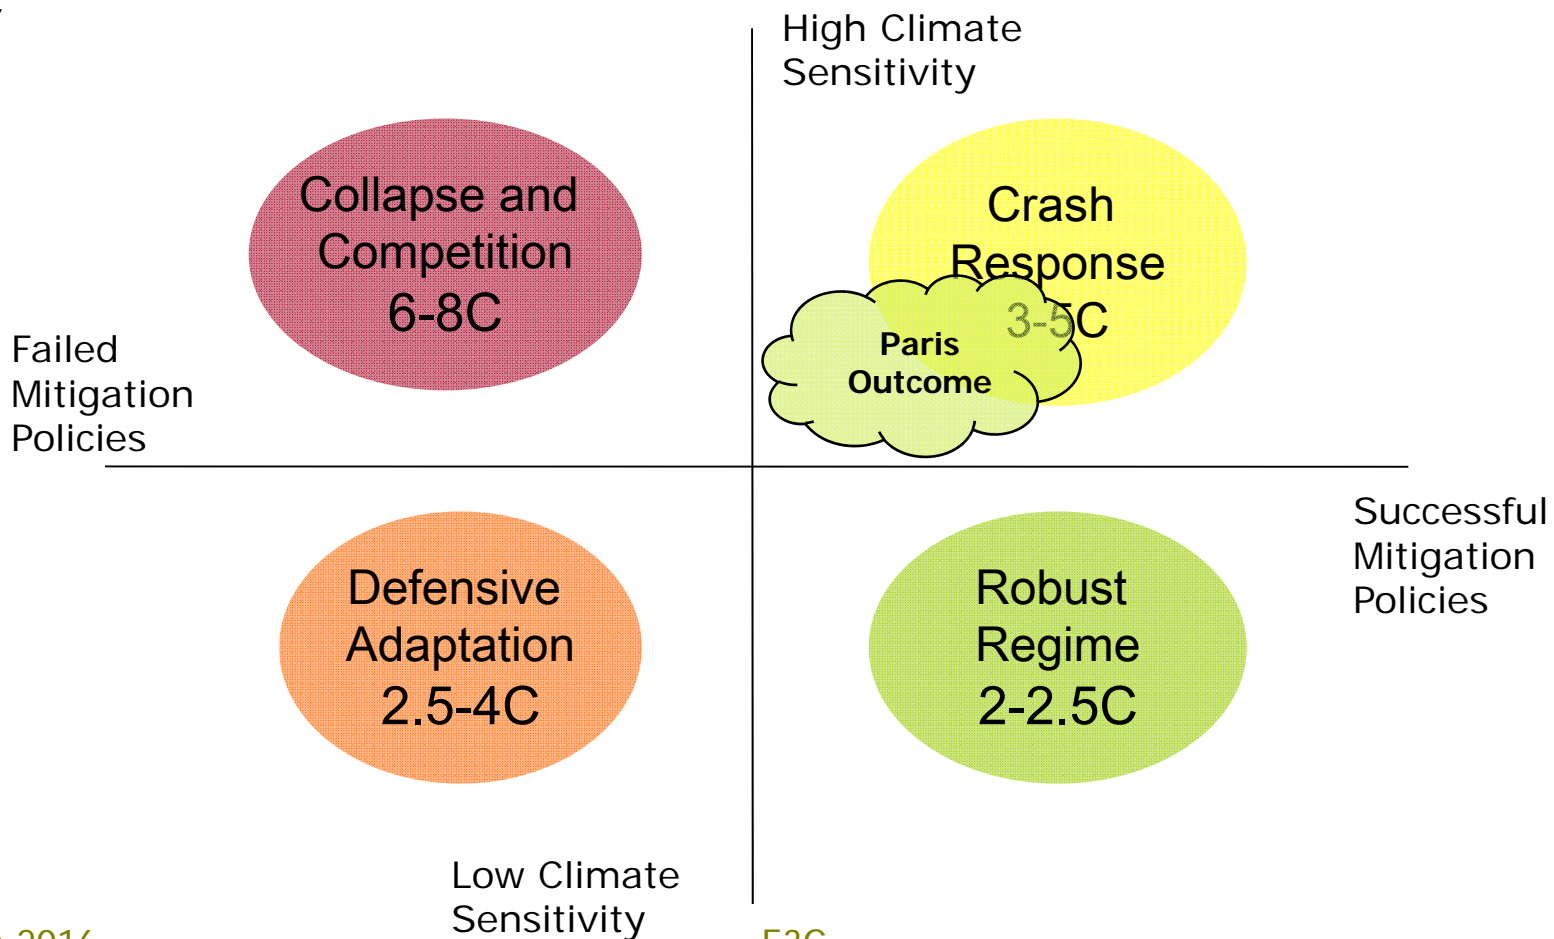 High Climate
Sensitivity
Collapse and
Competition
6-8C
Crash
Response
3-5C
Paris
Outcome
Failed
Mitigation
Policies
Successful
Mitigation
Policies
Defensive
Adaptation
2.5-4C
Robust
Regime
2-2.5C
Low Climate
Sensitivity